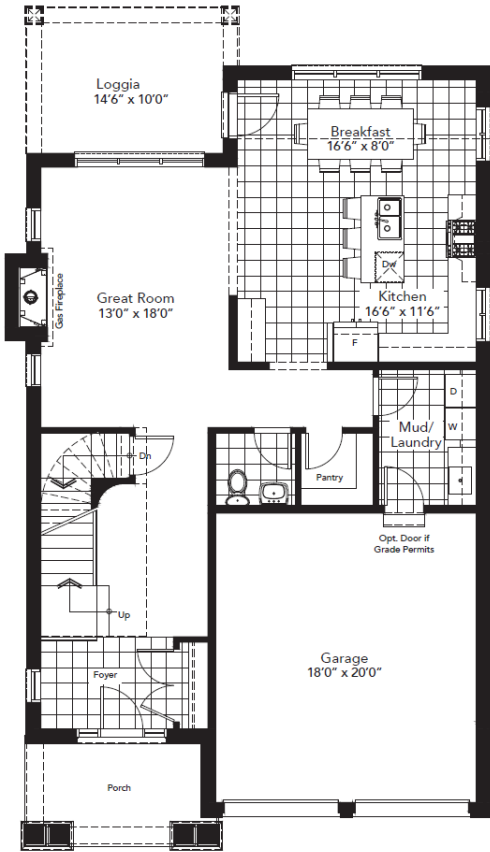 Loggia
14'6" x 10'0"
Breakfast
16'6" x 8'0"
Dw
Gas Fireplace
Great Room
13'0" x 18'0"
Kitchen
16'6" x 11'6"
F
D
Mud/
Laundry
W
Dn
Pantry
Opt. Door if
Grade Permits
Up
Garage
18'0" x 20'0"
Foyer
Porch